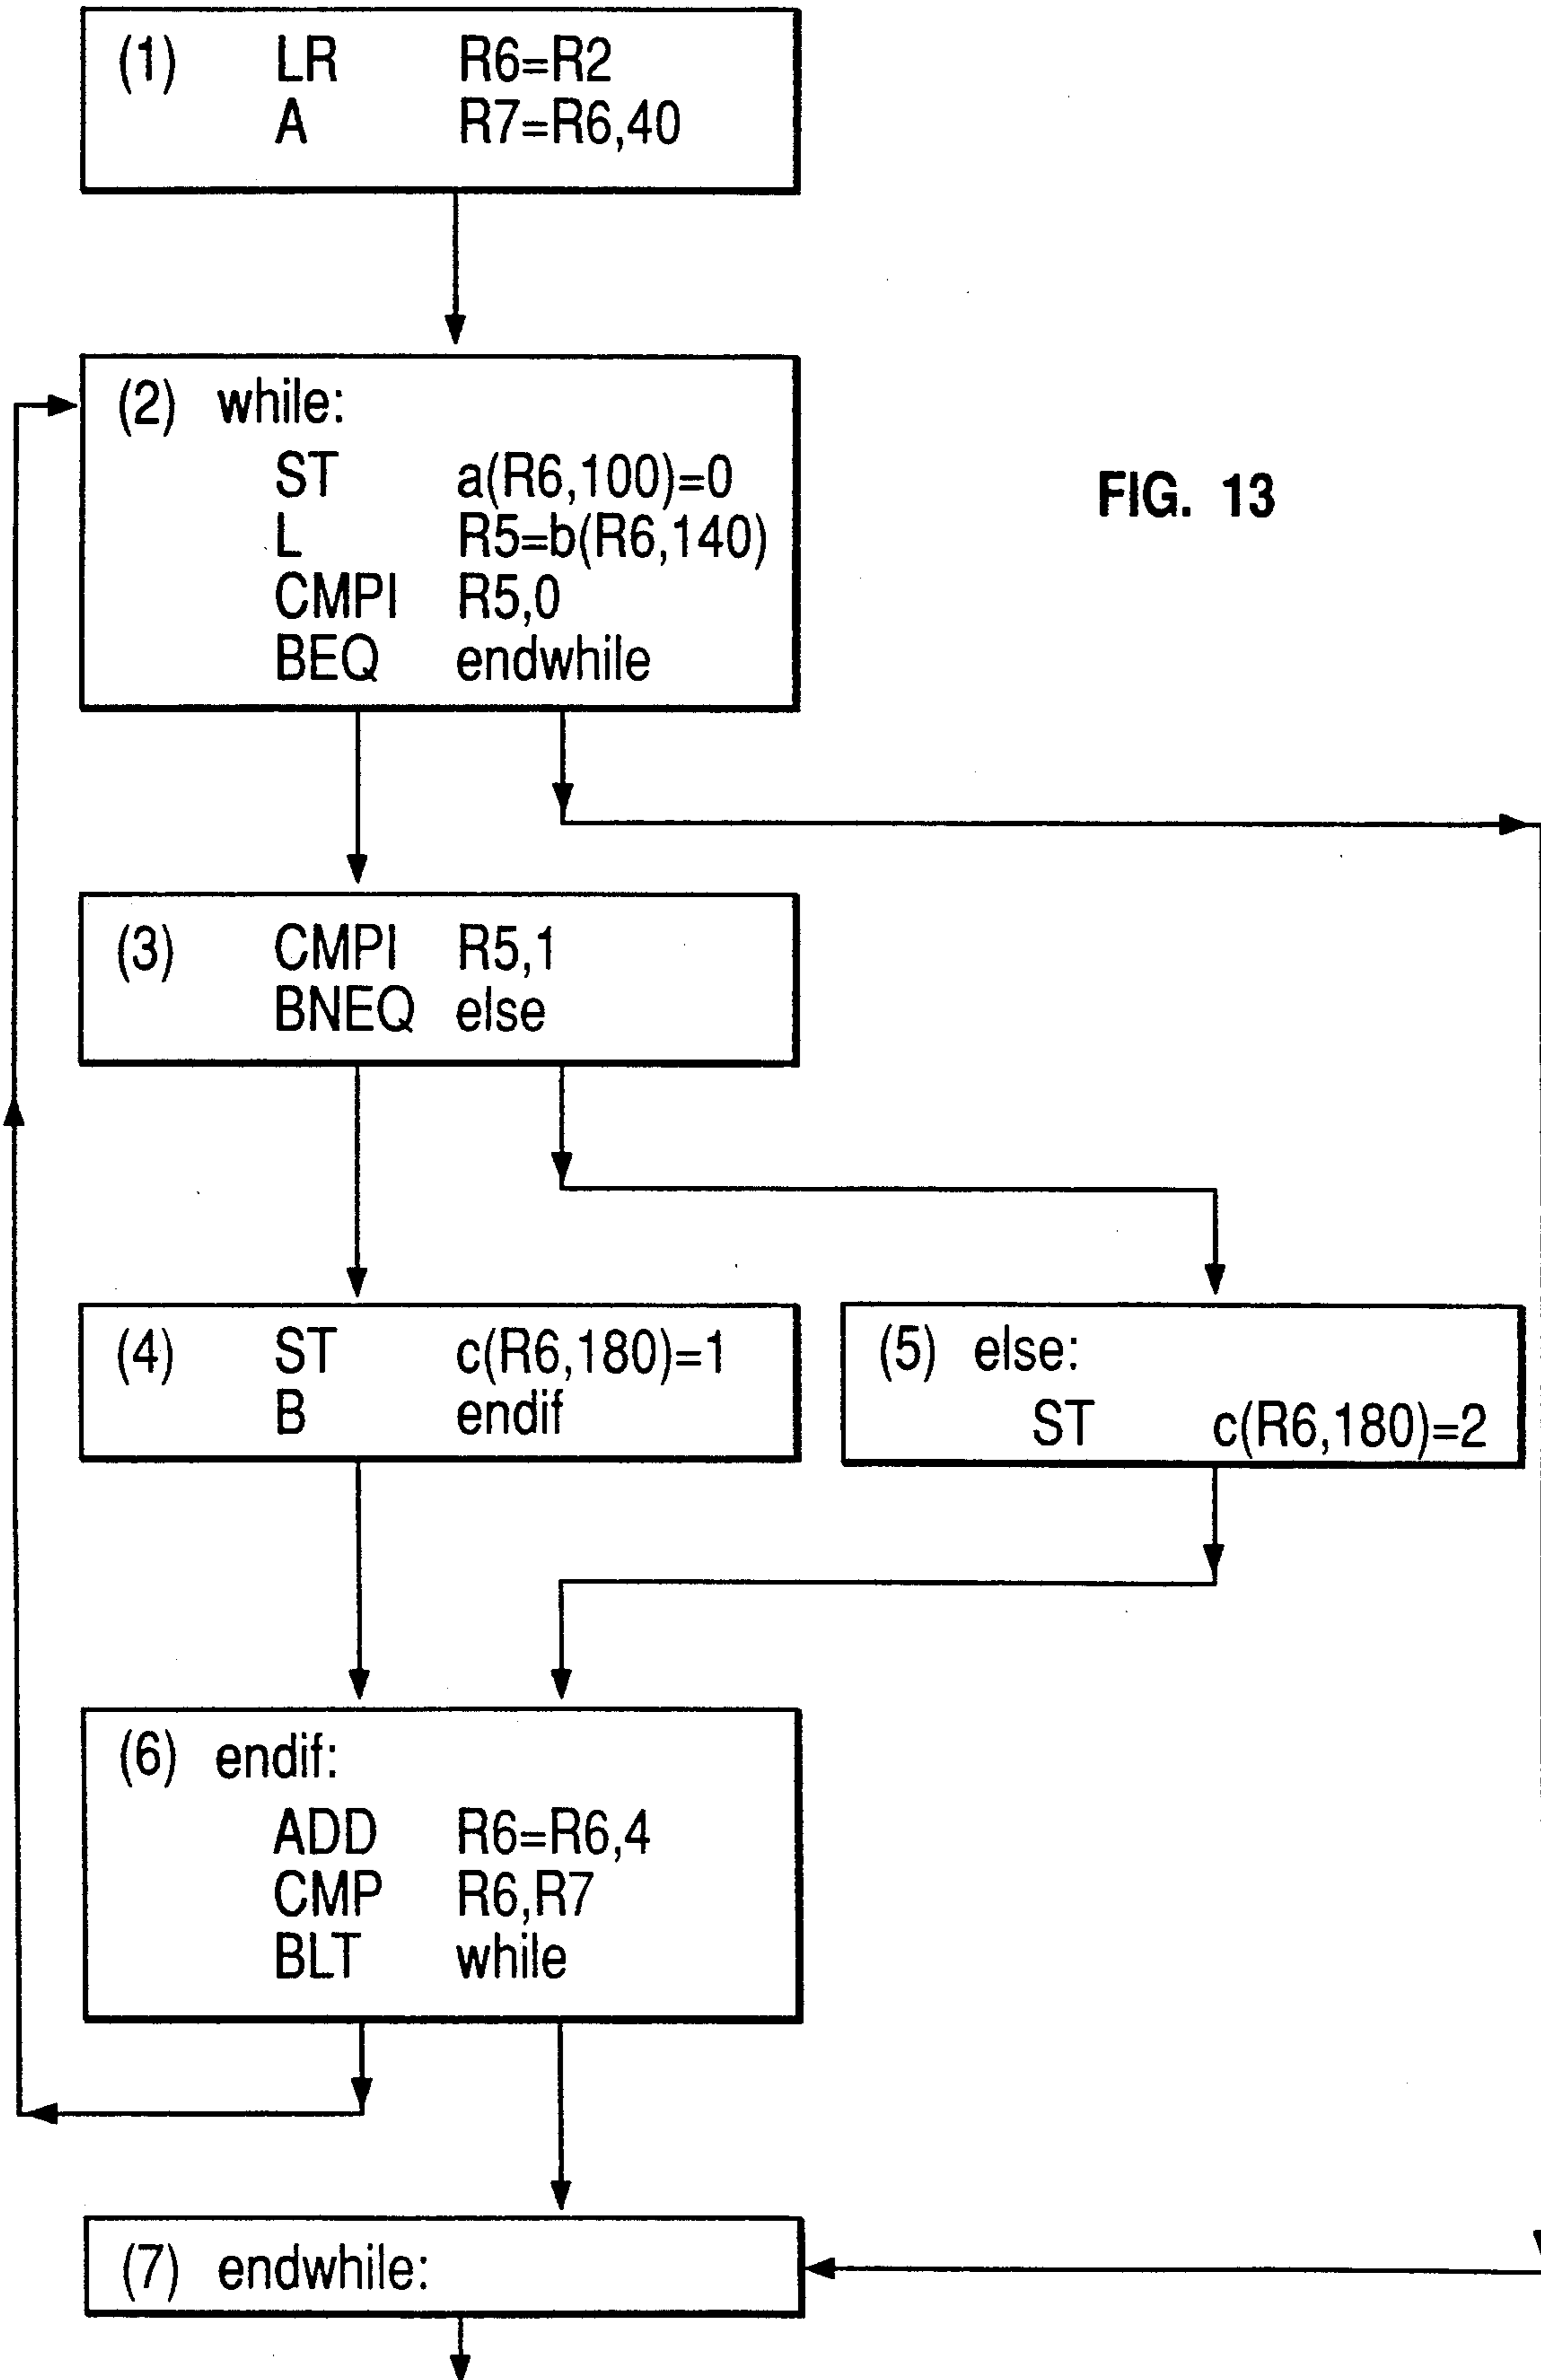 (1) LR R6=R2
A R7=R6,40
(2) while:
ST a(R6,100)=0
L R5=b(R6,140)
CMPI R5,0
BEQ endwhile
FIG. 13
(3) CMPI R5,1
BNEQ else
(4) ST c(R6,180)=1
B endif
(5) else:
ST c(R6,180)=2
(6) endif:
ADD R6=R6,4
CMP R6,R7
BLT while
(7) endwhile: